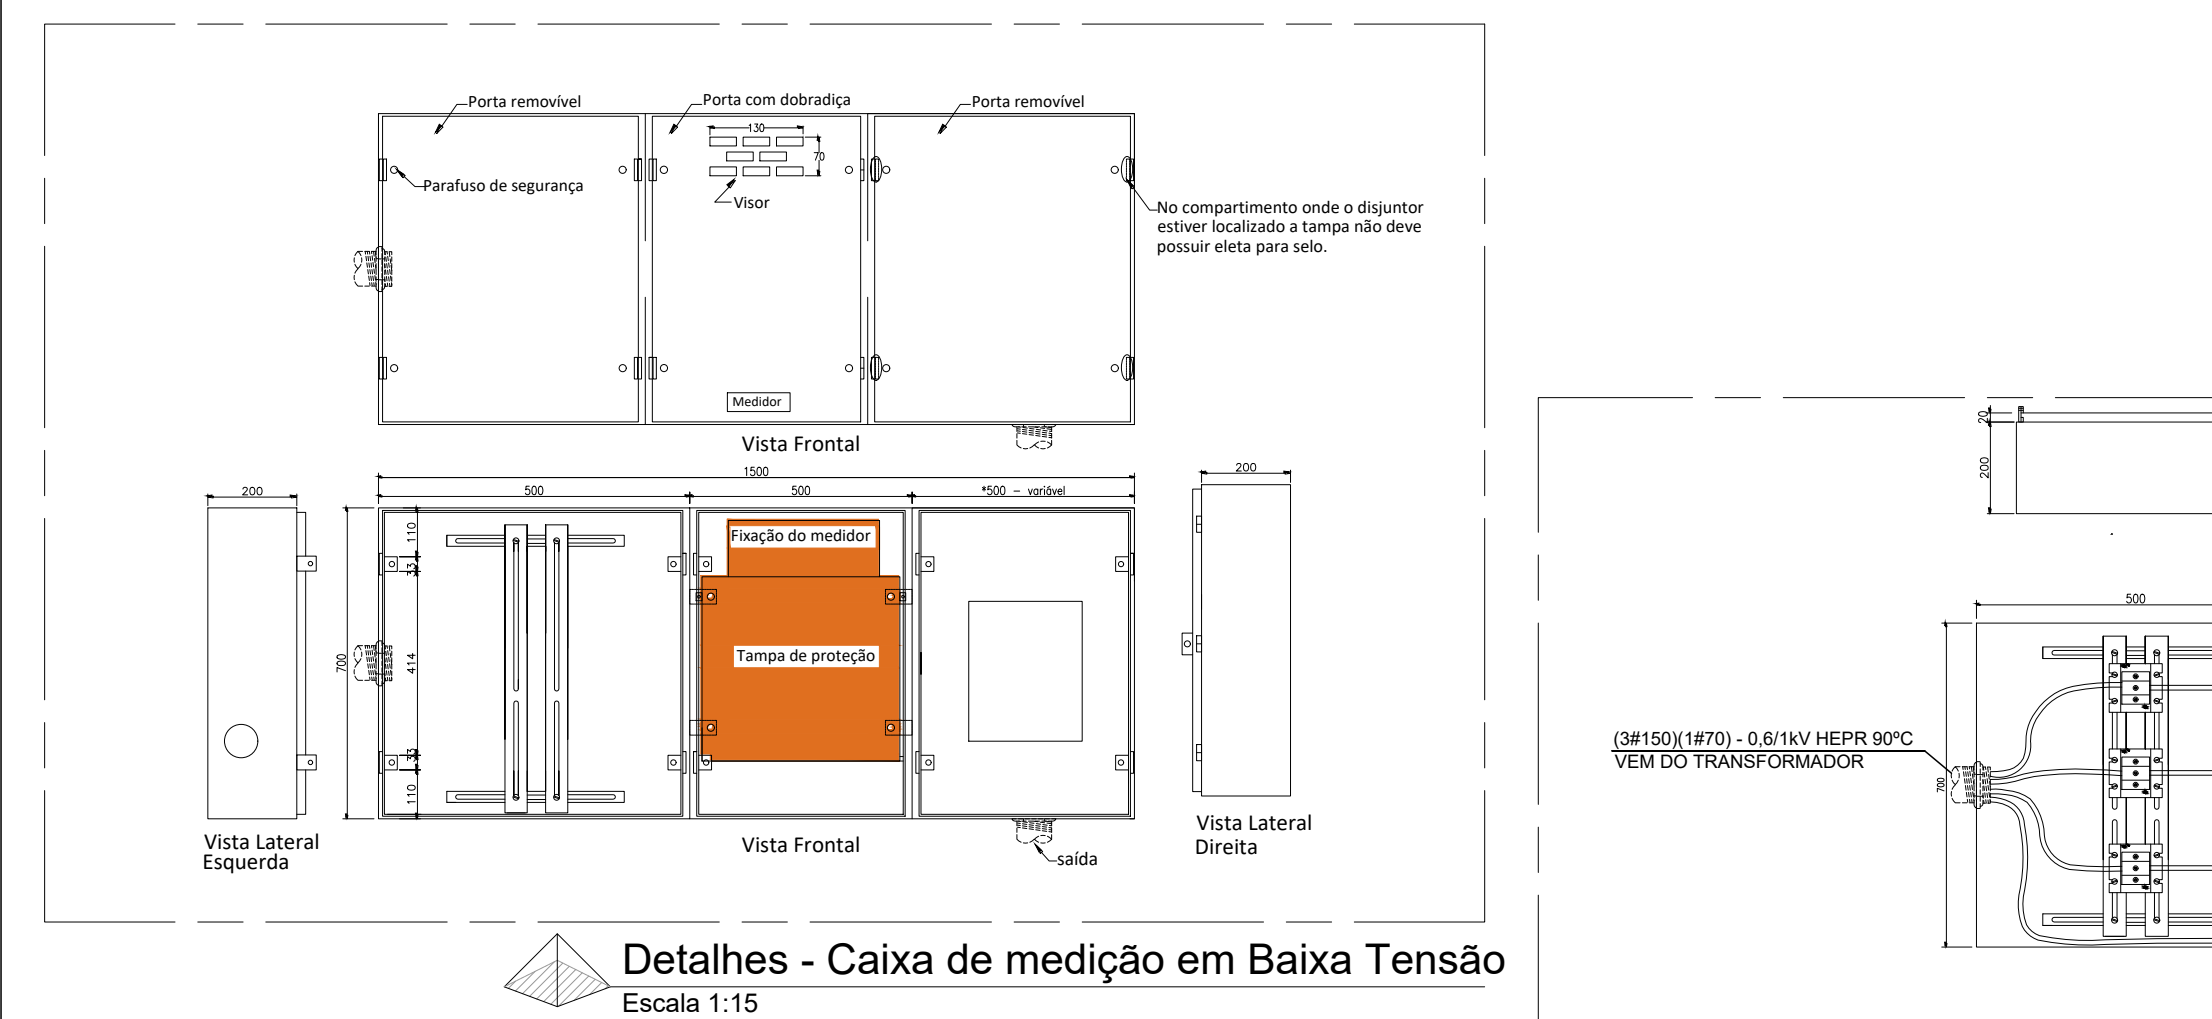 Porta removível
Porta com dobradiça
Porta removível
130
70
Parafuso de segurança
Visor
No compartimento onde o disjuntor
estiver localizado a tampa não deve
possuir eleta para selo.
Medidor
Vista Frontal
1500
500
500
*500 - variável
200
200
700
110
33
414
33
110
Fixação do medidor
Tampa de proteção
Vista Lateral
Esquerda
Vista Frontal
saída
Vista Lateral
Direita
Detalhes - Caixa de medição em Baixa Tensão
Escala 1:15
20
200
500
700
(3#150)(1#70) - 0,6/1kV HEPR 90ºC
VEM DO TRANSFORMADOR